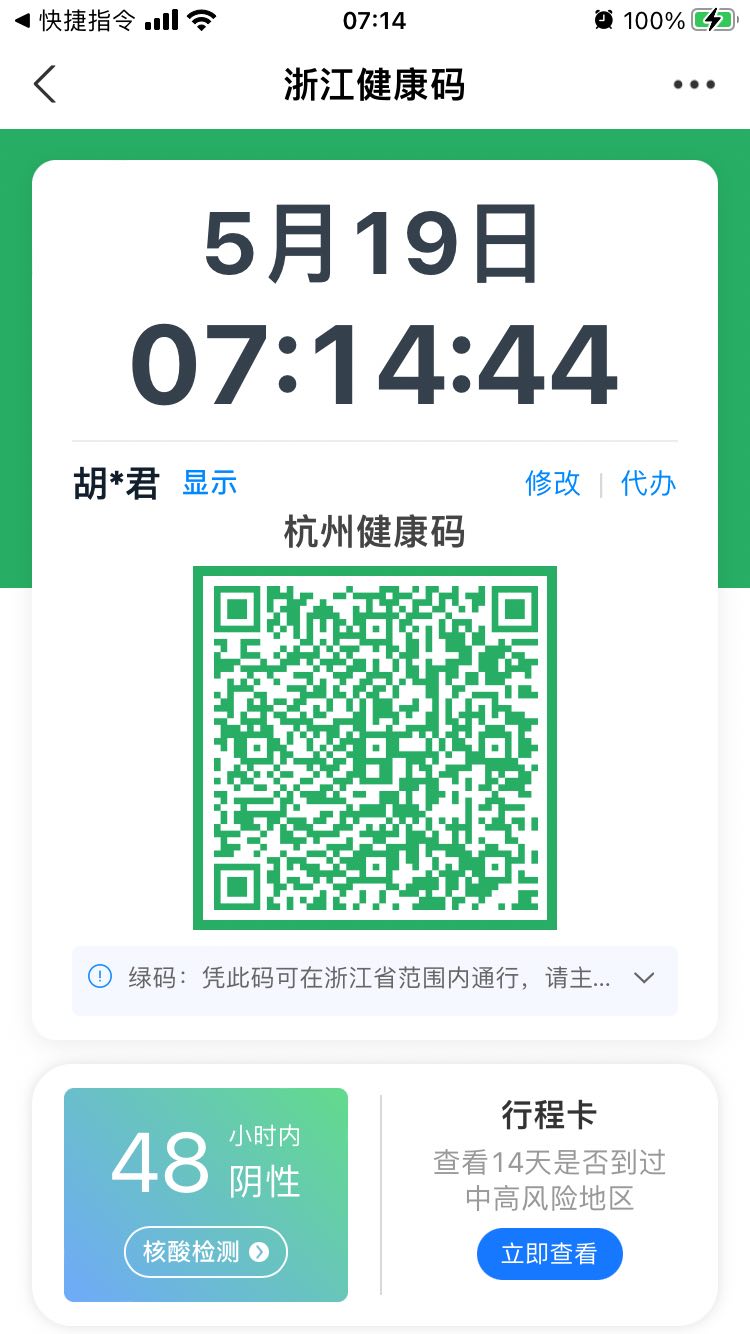 快捷指令 07:14 100%
浙江健康码
5月19日
07:14:44
胡*君 显示 修改 代办
杭州健康码
绿码：凭此码可在浙江省范围内通行，请主...
48 小时内
阴性
核酸检测
行程卡
查看14天是否到过
中高风险地区
立即查看